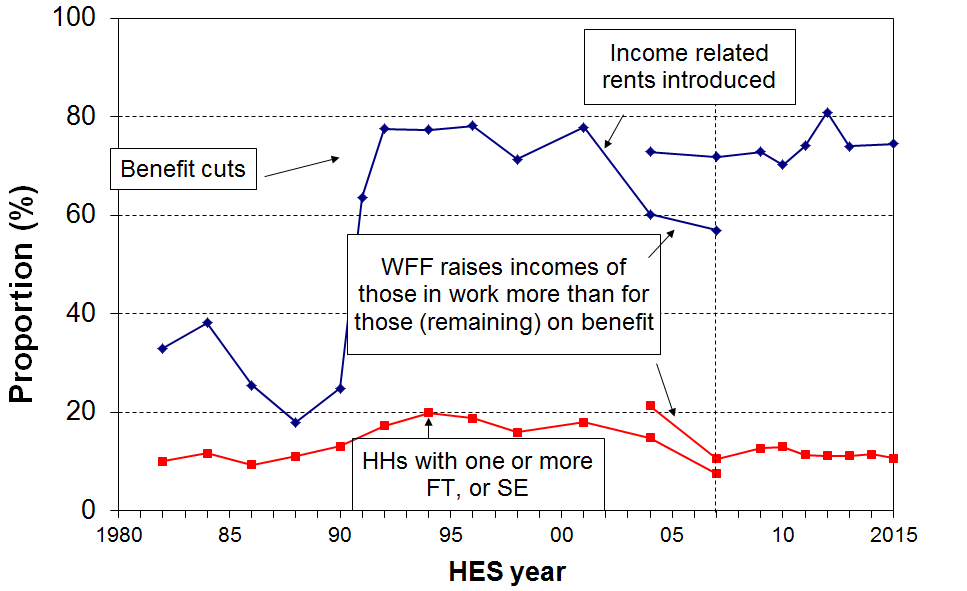 100
80
60
40
20
0
Proportion (%)
Income related
rents introduced
Benefit cuts
WFF raises incomes of
those in work more than for
those (remaining) on benefit
HHs with one or more
FT, or SE
1980 85 90 95 00 05 10 2015
HES year